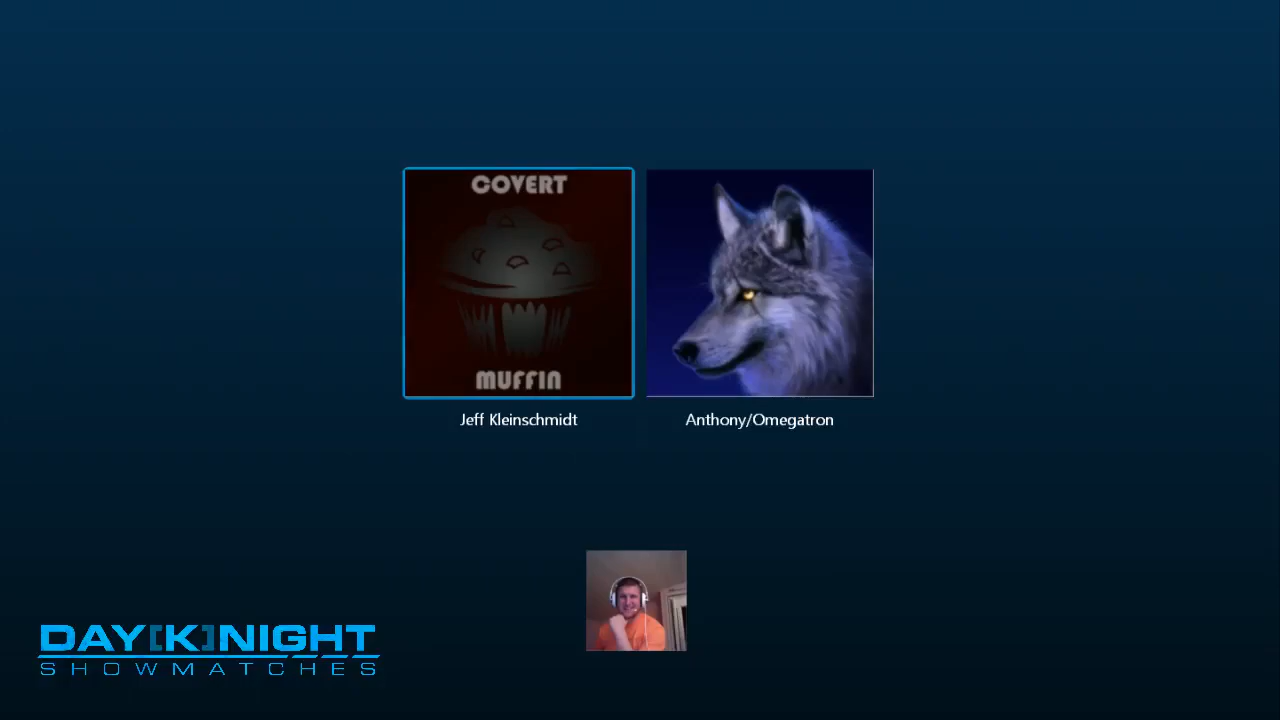 COVERT
MUFFIN
Jeff Kleinschmidt
Anthony/Omegatron
DAY[K]NIGHT
SHOWMATCHES